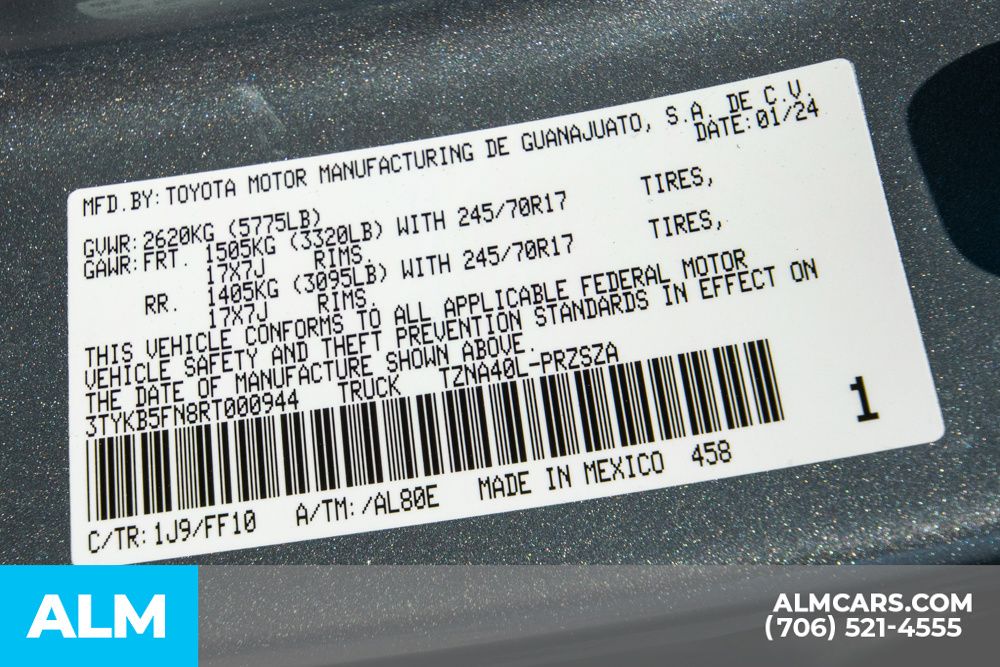 MFD.BY:TOYOTA MOTOR MANUFACTURING DE GUANAJUATO, S.A. DE C.V.
DATE:01/24
GVWR:2620KG (5775LB)
GAWR:FRT. 1505KG (3320LB) WITH 245/70R17 TIRES,
17X7J RIMS.
RR. 1405KG (3095LB) WITH 245/70R17 TIRES,
17X7J RIMS.
THIS VEHICLE CONFORMS TO ALL APPLICABLE FEDERAL MOTOR
VEHICLE SAFETY AND THEFT PREVENTION STANDARDS IN EFFECT ON
THE DATE OF MANUFACTURE SHOWN ABOVE.
3TYKB5FN8RT000944 TRUCK TZNA40L-PRZSZA
1
C/TR:1J9/FF10 A/TM:/AL80E MADE IN MEXICO 458
ALM
ALMCARS.COM
(706) 521-4555